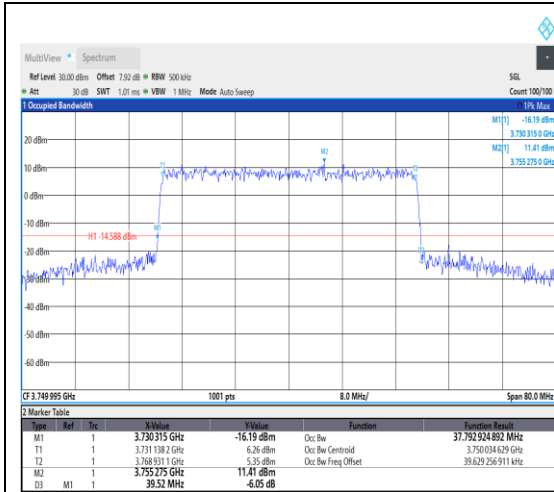 MultiView Spectrum
Ref Level 30.00 dBm Offset 7.92 dB RBW 500 kHz SGL
Att 30 dB SWT 1.01 ms VBW 1 MHz Mode Auto Sweep Count 100/100
1 Occupied Bandwidth 1Pk Max
M1[1] -16.19 dBm
3.730 315 0 GHz
M2[1] 11.41 dBm
3.755 275 0 GHz
20 dBm
10 dBm
0 dBm
-10 dBm
-20 dBm
-30 dBm
-40 dBm
-50 dBm
-60 dBm
T1
M2
M1
H1 -14.588 dBm
CF 3.749 995 GHz 1001 pts 8.0 MHz/ Span 80.0 MHz
2 Marker Table
Type Ref Trc X-Value Y-Value Function Function Result
M1 1 3.730 315 GHz -16.19 dBm Occ Bw 37.792 924 892 MHz
T1 1 3.731 138 2 GHz 6.26 dBm Occ Bw Centroid 3.750 034 629 GHz
T2 1 3.768 931 1 GHz 5.35 dBm Occ Bw Freq Offset 39.629 256 911 kHz
M2 1 3.755 275 GHz 11.41 dBm
D3 M1 1 39.52 MHz -6.05 dB